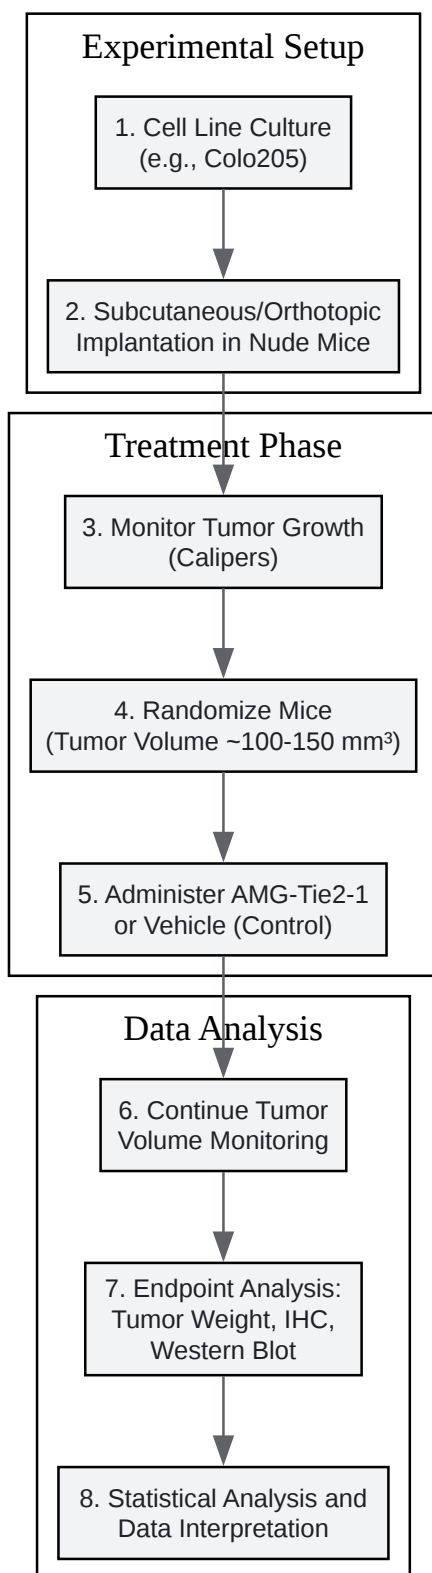 Experimental Setup
1. Cell Line Culture
(e.g., Colo205)
2. Subcutaneous/Orthotopic
Implantation in Nude Mice
Treatment Phase
3. Monitor Tumor Growth
(Calipers)
4. Randomize Mice
(Tumor Volume ~100-150 mm³)
5. Administer AMG-Tie2-1
or Vehicle (Control)
Data Analysis
6. Continue Tumor
Volume Monitoring
7. Endpoint Analysis:
Tumor Weight, IHC,
Western Blot
8. Statistical Analysis and
Data Interpretation